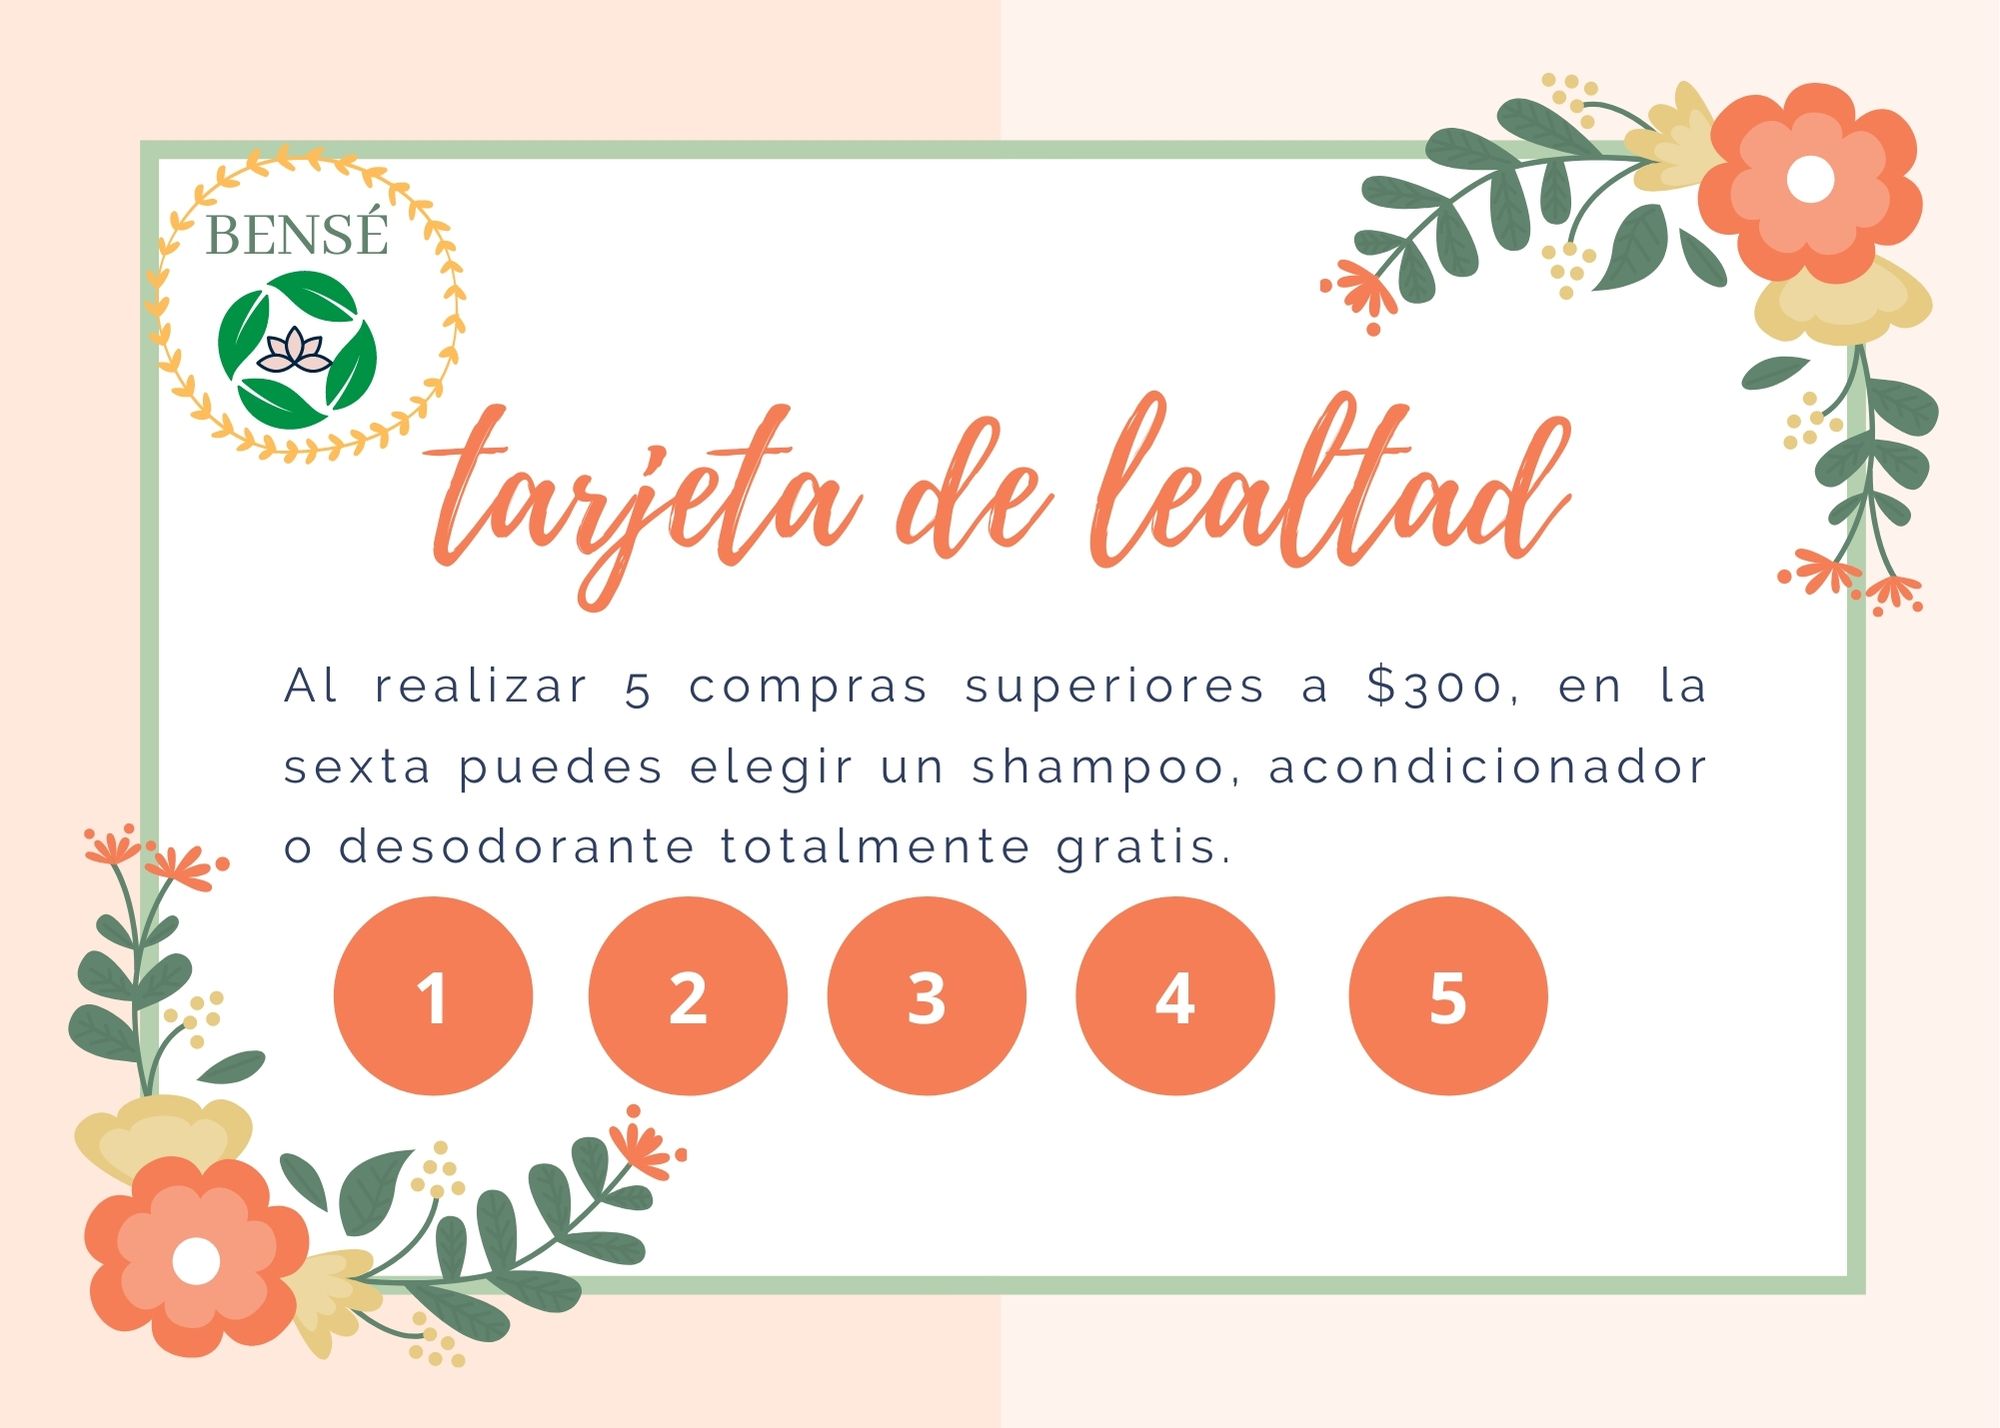 BENSÉ
tarjeta de lealtad
Al realizar 5 compras superiores a $300, en la
sexta puedes elegir un shampoo, acondicionador
o desodorante totalmente gratis.
1 2 3 4 5